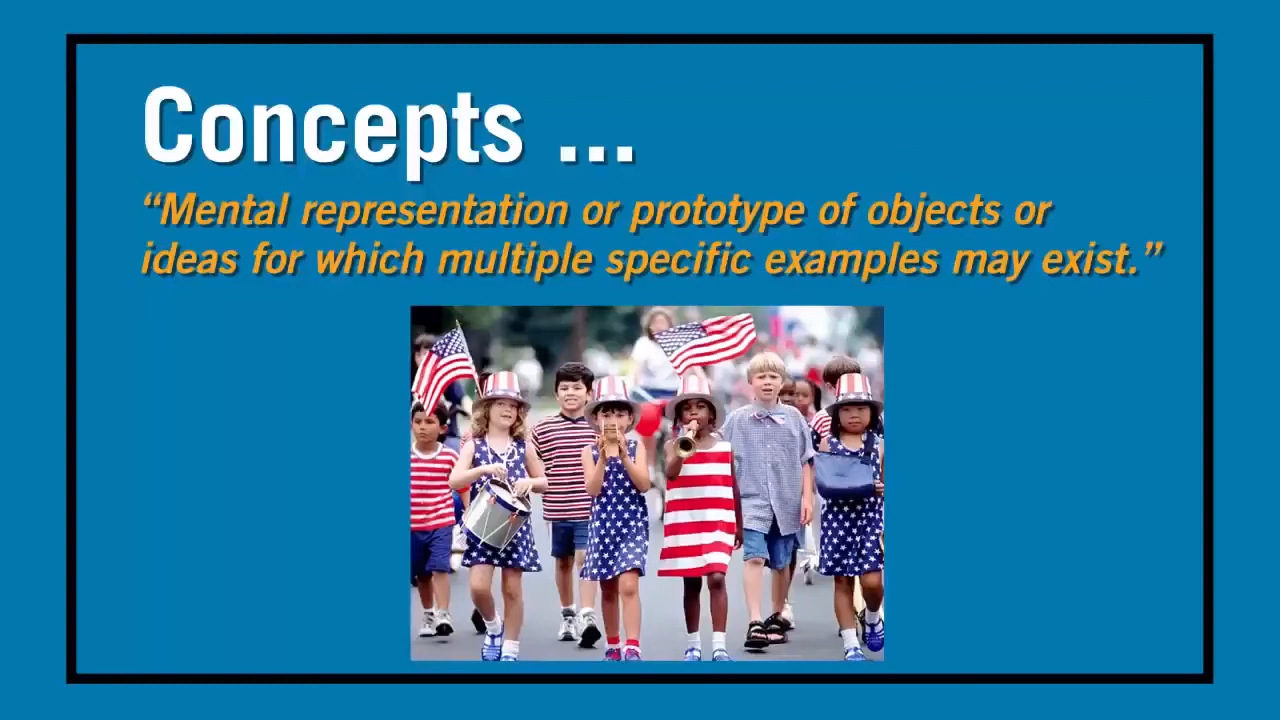 Concepts ...
“Mental representation or prototype of objects or
ideas for which multiple specific examples may exist.”